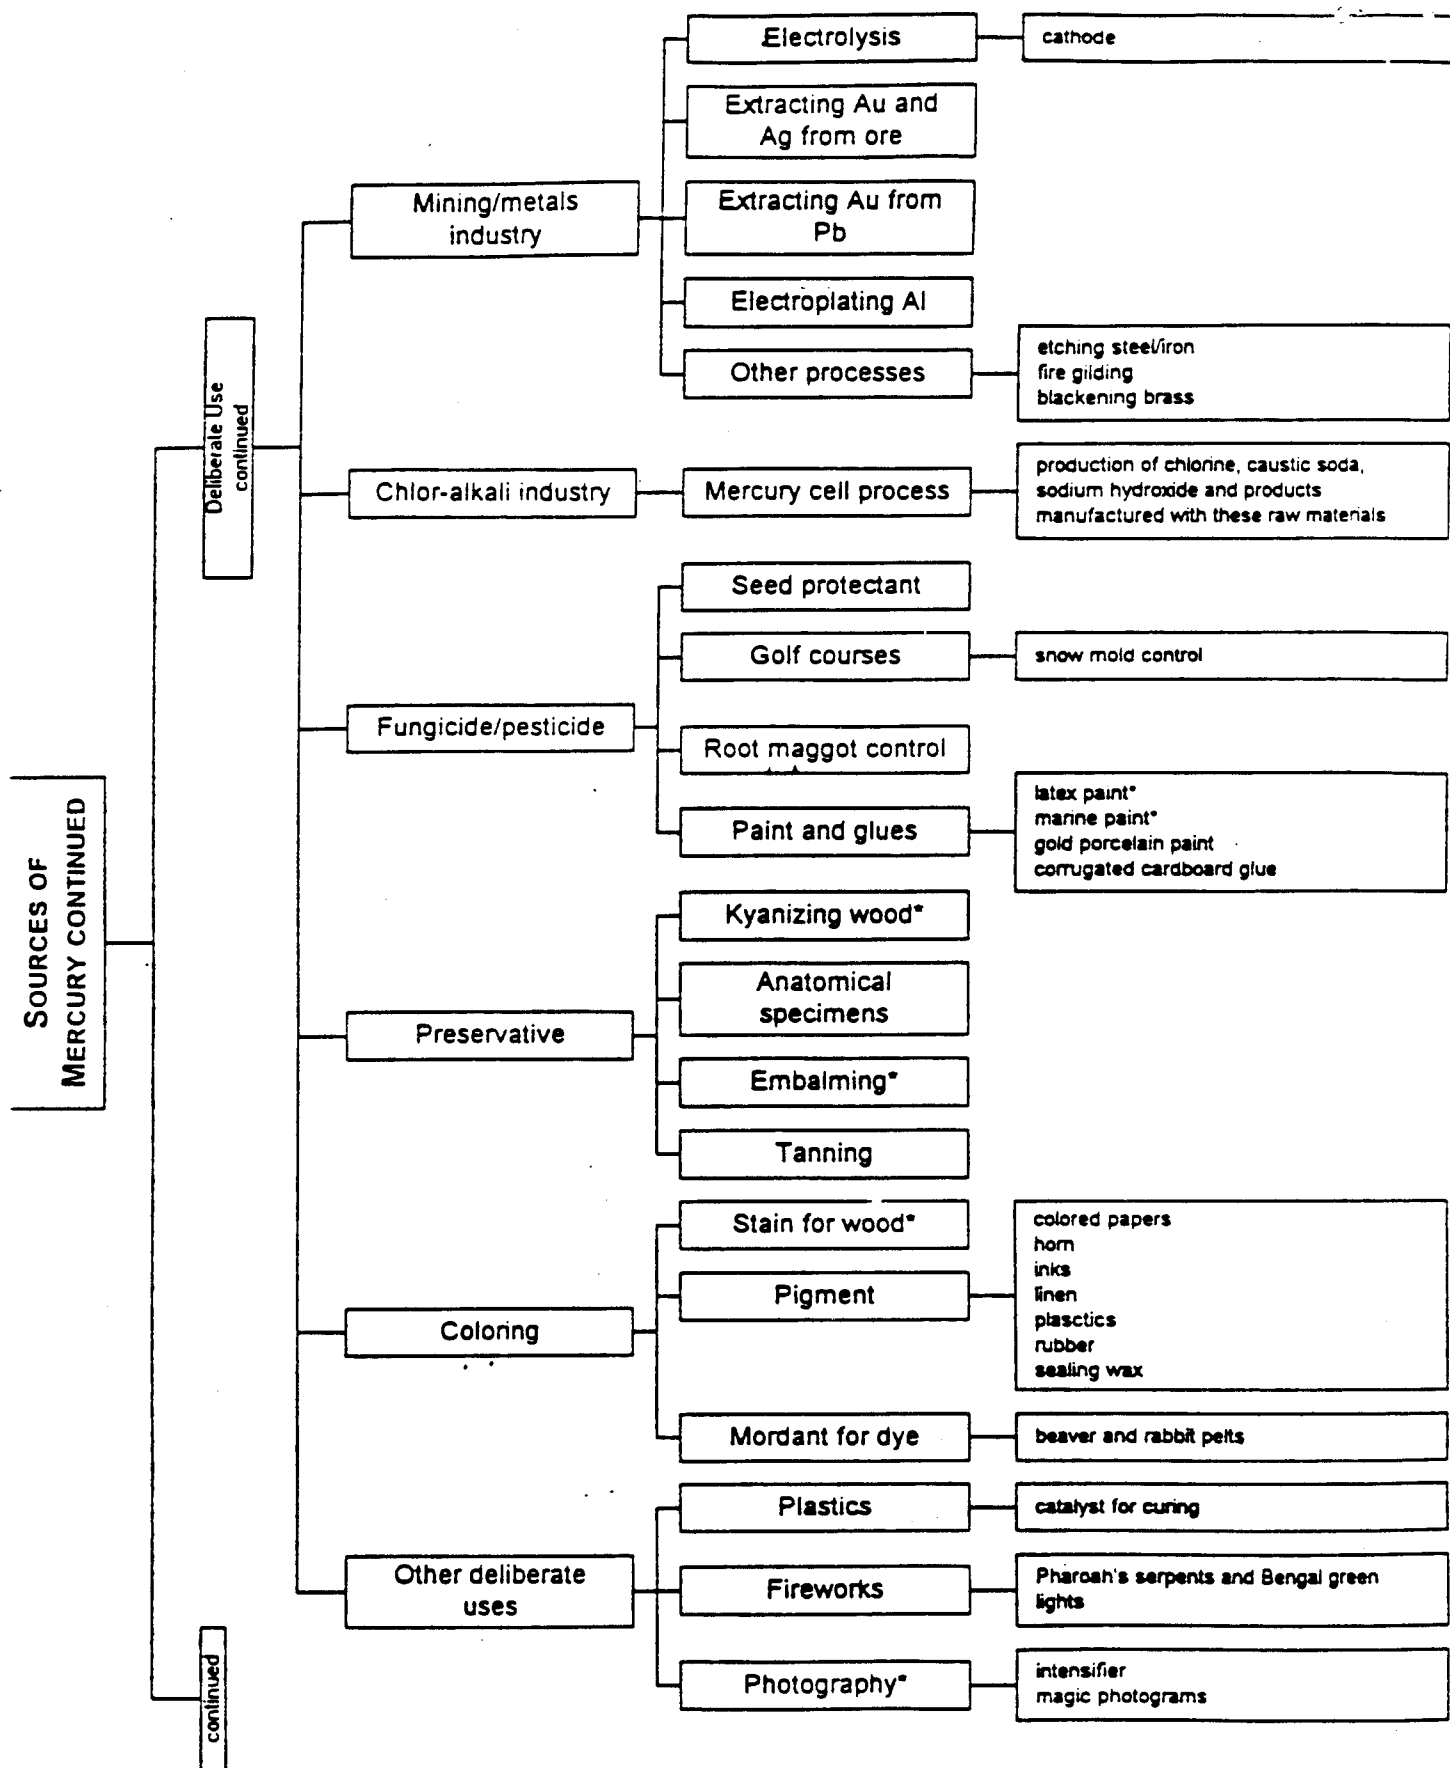 SOURCES OF
MERCURY CONTINUED
Deliberate Use
continued
Mining/metals
industry
Electrolysis
cathode
Extracting Au and
Ag from ore
Extracting Au from
Pb
Electroplating Al
Other processes
etching steel/iron
fire gilding
blackening brass
Chlor-alkali industry
Mercury cell process
production of chlorine, caustic soda,
sodium hydroxide and products
manufactured with these raw materials
Fungicide/pesticide
Seed protectant
Golf courses
snow mold control
Root maggot control
Paint and glues
latex paint*
marine paint*
gold porcelain paint
corrugated cardboard glue
Preservative
Kyanizing wood*
Anatomical
specimens
Embalming*
Tanning
Coloring
Stain for wood*
Pigment
colored papers
horn
inks
linen
plasctics
rubber
sealing wax
Mordant for dye
beaver and rabbit pelts
Other deliberate
uses
Plastics
catalyst for curing
Fireworks
Pharoah's serpents and Bengal green
lights
Photography*
intensifier
magic photograms
continued